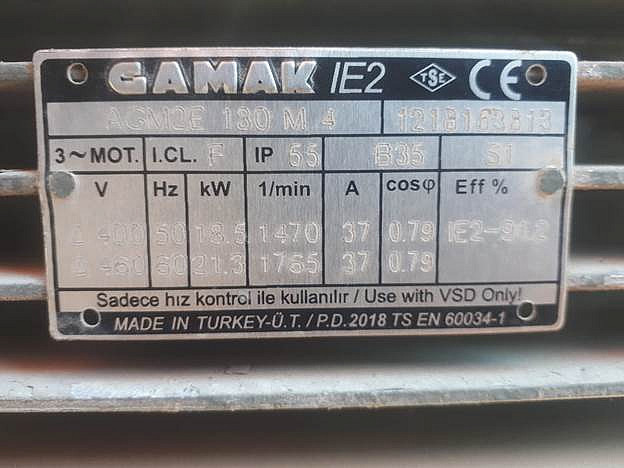 GAMAK IE2 TSE CE
AGM2E 180 M 4 1218163813
3~MOT. I.CL. F IP 55 B35 S1
V Hz kW 1/min A cosφ Eff %
Δ 400 50 18.5 1470 37 0.79 IE2-91.2
Δ 460 60 21.3 1765 37 0.79
Sadece hız kontrol ile kullanılır / Use with VSD Only!
MADE IN TURKEY-Ü.T. / P.D. 2018 TS EN 60034-1